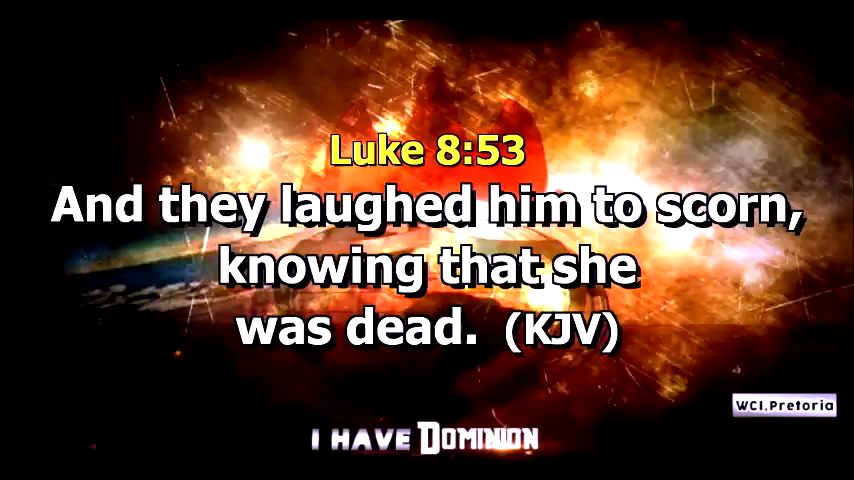 Luke 8:53
And they laughed him to scorn,
knowing that she
was dead. (KJV)
WCI,Pretoria
I HAVE DOMINION